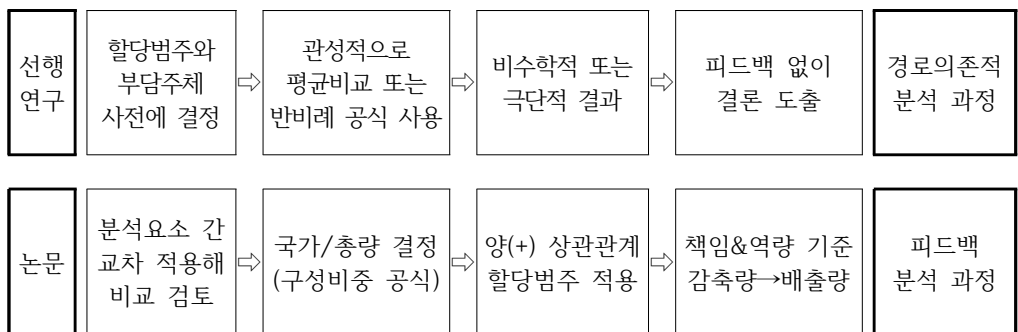 선행
연구
할당범주와
부담주체
사전에 결정
⇨
관성적으로
평균비교 또는
반비례 공식 사용
⇨
비수학적 또는
극단적 결과
⇨
피드백 없이
결론 도출
경로의존적
분석 과정
논문
분석요소 간
교차 적용해
비교 검토
⇨
국가/총량 결정
(구성비중 공식)
⇨
양(+) 상관관계
할당범주 적용
⇨
책임&역량 기준
감축량→배출량
피드백
분석 과정